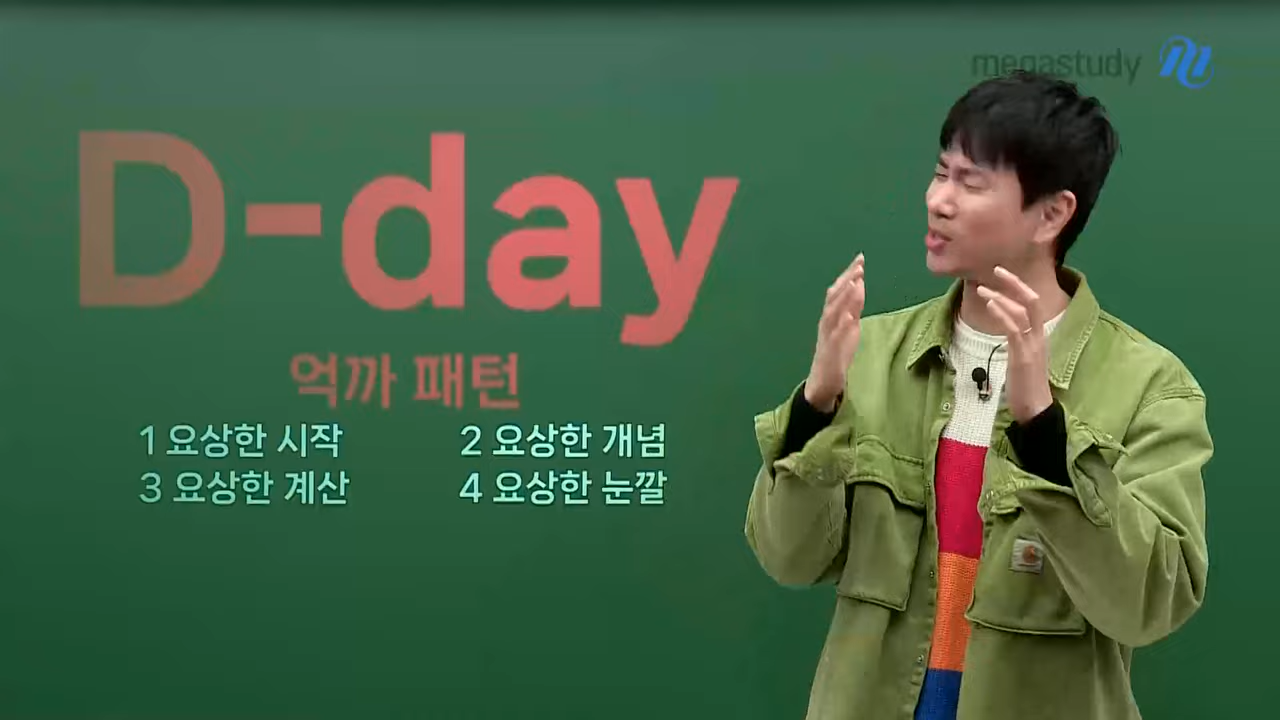 megastudy
D-day
억까 패턴
1 요상한 시작
2 요상한 개념
3 요상한 계산
4 요상한 눈깔